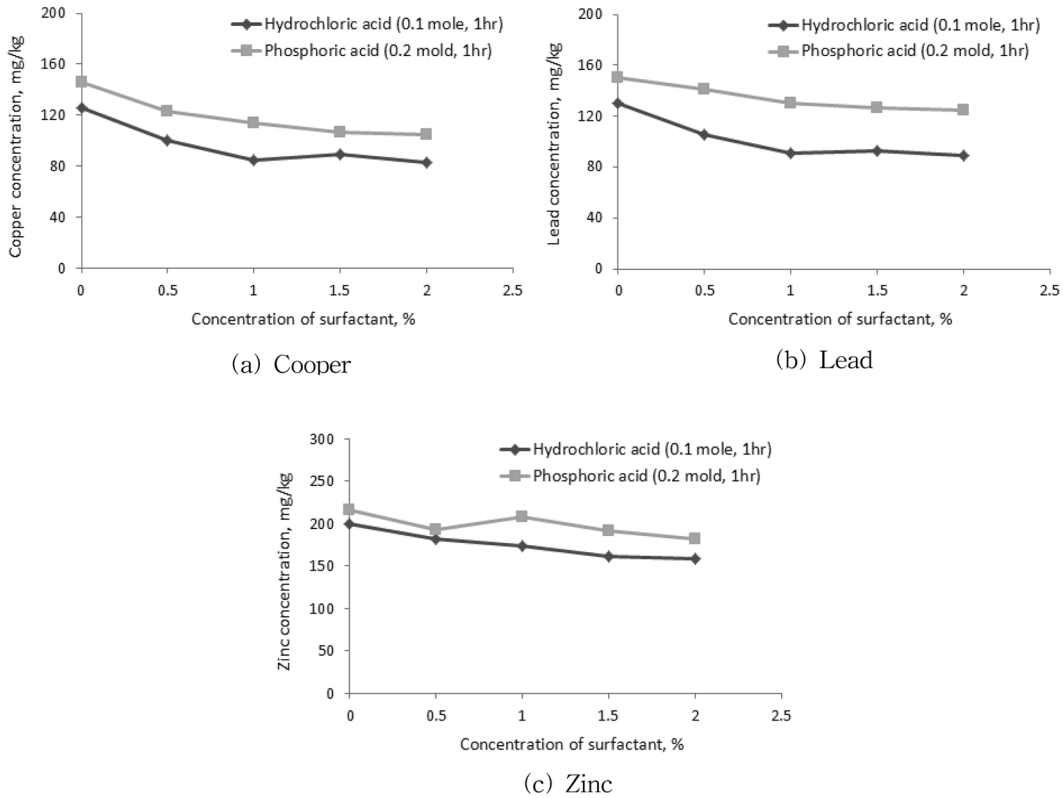 Hydrochloric acid (0.1 mole, 1hr)
Phosphoric acid (0.2 mold, 1hr)
Copper concentration, mg/kg
200
160
120
80
40
0
0 0.5 1 1.5 2 2.5
Concentration of surfactant, %
(a) Cooper
Hydrochloric acid (0.1 mole, 1hr)
Phosphoric acid (0.2 mold, 1hr)
Lead concentration, mg/kg
200
160
120
80
40
0
0 0.5 1 1.5 2 2.5
Concentration of surfactant, %
(b) Lead
Hydrochloric acid (0.1 mole, 1hr)
Phosphoric acid (0.2 mold, 1hr)
Zinc concentration, mg/kg
300
250
200
150
100
50
0
0 0.5 1 1.5 2 2.5
Concentration of surfactant, %
(c) Zinc